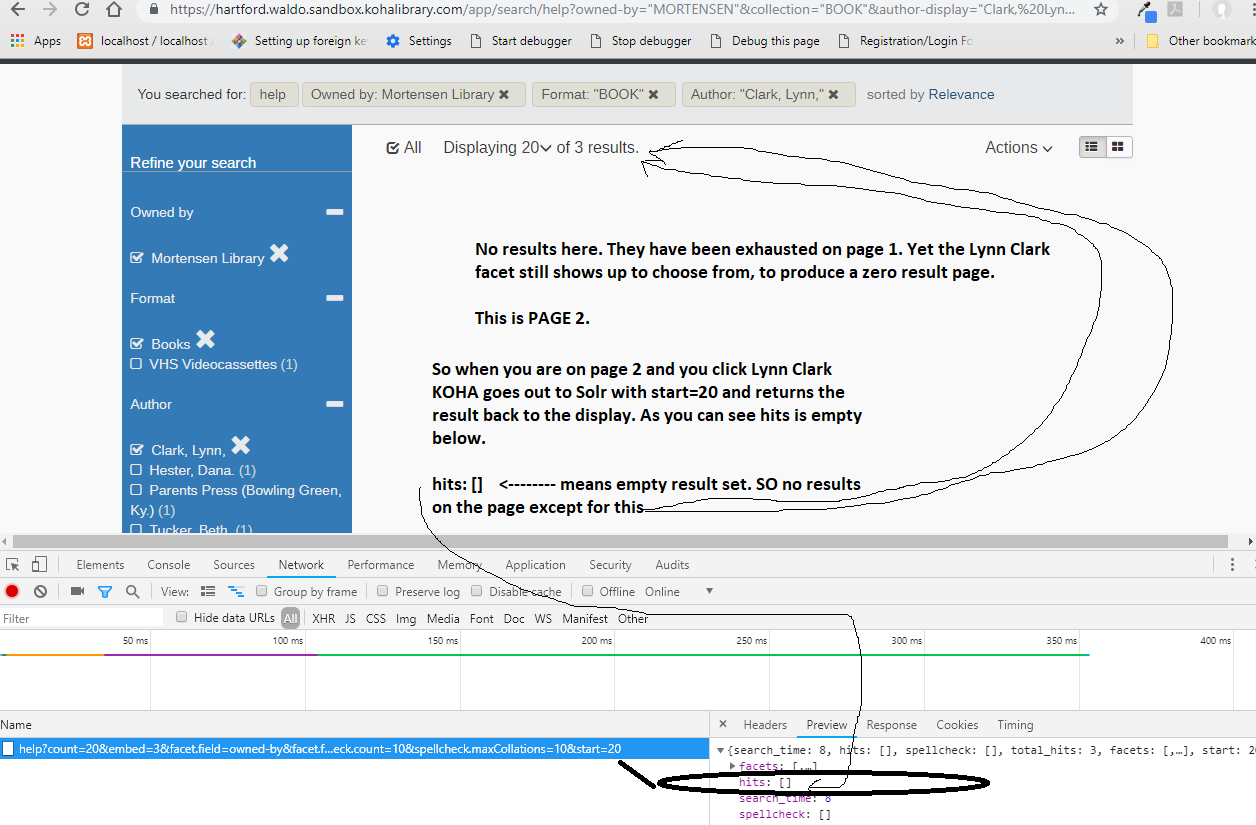 https://hartford.waldo.sandbox.kohalibrary.com/app/search/help?owned-by="MORTENSEN"&collection="BOOK"&author-display="Clark,%20Lyn...
Apps localhost / localhost / Setting up foreign ke Settings Start debugger Stop debugger Debug this page Registration/Login Fo » Other bookmark
You searched for: help Owned by: Mortensen Library ✖ Format: "BOOK" ✖ Author: "Clark, Lynn," ✖ sorted by Relevance
All Displaying 20 of 3 results. Actions
Refine your search
Owned by
Mortensen Library ✖
Format
Books ✖
VHS Videocassettes (1)
Author
Clark, Lynn, ✖
Hester, Dana. (1)
Parents Press (Bowling Green,
Ky.) (1)
Tucker, Beth. (1)
No results here. They have been exhausted on page 1. Yet the Lynn Clark
facet still shows up to choose from, to produce a zero result page.
This is PAGE 2.
So when you are on page 2 and you click Lynn Clark
KOHA goes out to Solr with start=20 and returns the
result back to the display. As you can see hits is empty
below.
hits: [] <-------- means empty result set. SO no results
on the page except for this
Elements Console Sources Network Performance Memory Application Security Audits
View: Group by frame Preserve log Disable cache Offline Online
Filter Hide data URLs All XHR JS CSS Img Media Font Doc WS Manifest Other
50 ms 100 ms 150 ms 200 ms 250 ms 300 ms 350 ms 400 ms
Name
help?count=20&embed=3&facet.field=owned-by&facet.f...eck.count=10&spellcheck.maxCollations=10&start=20
× Headers Preview Response Cookies Timing
{search_time: 8, hits: [], spellcheck: [], total_hits: 3, facets: [,…], start: 20
facets: [,…]
hits: []
search_time: 8
spellcheck: []